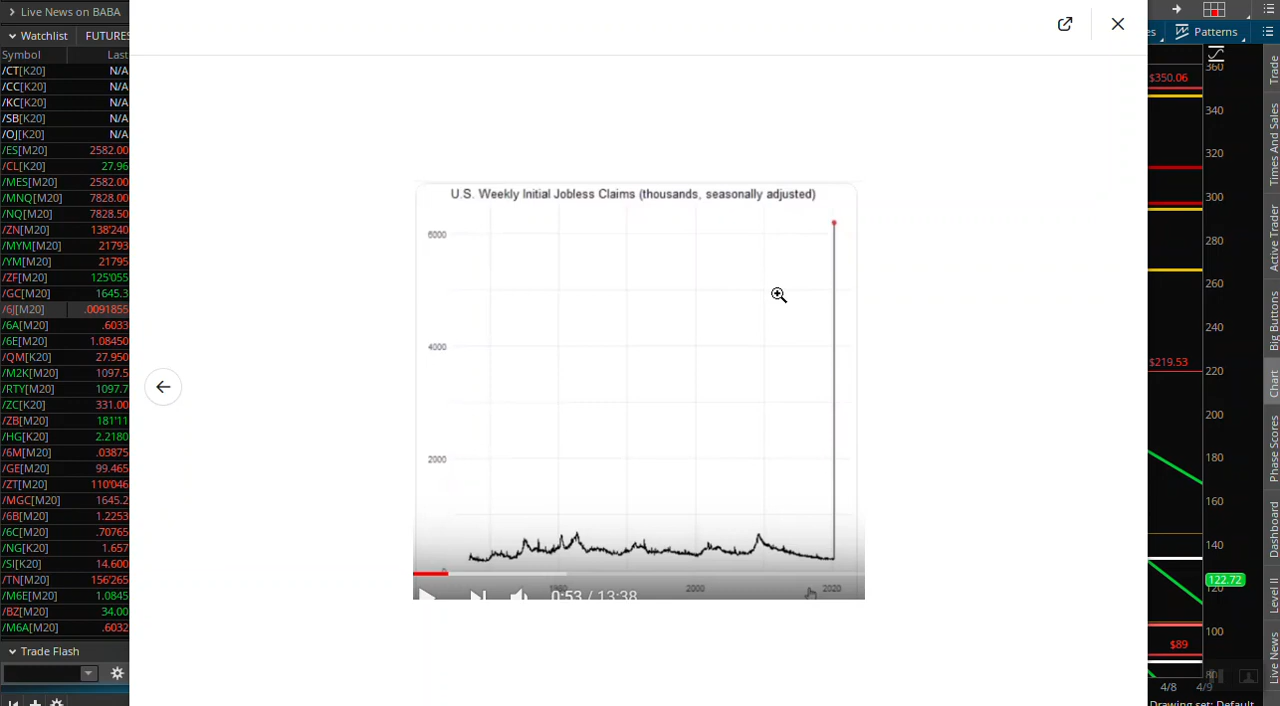 Live News on BABA
Watchlist FUTURES
Symbol Last
/CT[K20] N/A
/CC[K20] N/A
/KC[K20] N/A
/SB[K20] N/A
/OJ[K20] N/A
/ES[M20] 2582.00
/CL[K20] 27.96
/MES[M20] 2582.00
/MNQ[M20] 7828.00
/NQ[M20] 7828.50
/ZN[M20] 138'240
/MYM[M20] 21793
/YM[M20] 21795
/ZF[M20] 125'055
/GC[M20] 1645.3
/6J[M20] .0091855
/6A[M20] .6033
/6E[M20] 1.08450
/QM[K20] 27.950
/M2K[M20] 1097.5
/RTY[M20] 1097.7
/ZC[K20] 331.00
/ZB[M20] 181'11
/HG[K20] 2.2180
/6M[M20] .03875
/GE[M20] 99.465
/ZT[M20] 110'046
/MGC[M20] 1645.2
/6B[M20] 1.2253
/6C[M20] .70765
/NG[K20] 1.657
/SI[K20] 14.600
/TN[M20] 156'265
/M6E[M20] 1.0845
/BZ[M20] 34.00
/M6A[M20] .6032
Trade Flash
U.S. Weekly Initial Jobless Claims (thousands, seasonally adjusted)
6000
4000
2000
2000
2020
0:53 / 13:38
es
Patterns
360
$350.06
340
320
300
280
260
240
$219.53
220
200
180
160
140
122.72
120
100
$89
80
4/8 4/9
Drawing set: Default
Trade
Times And Sales
Active Trader
Big Buttons
Chart
Phase Scores
Dashboard
Level II
Live News